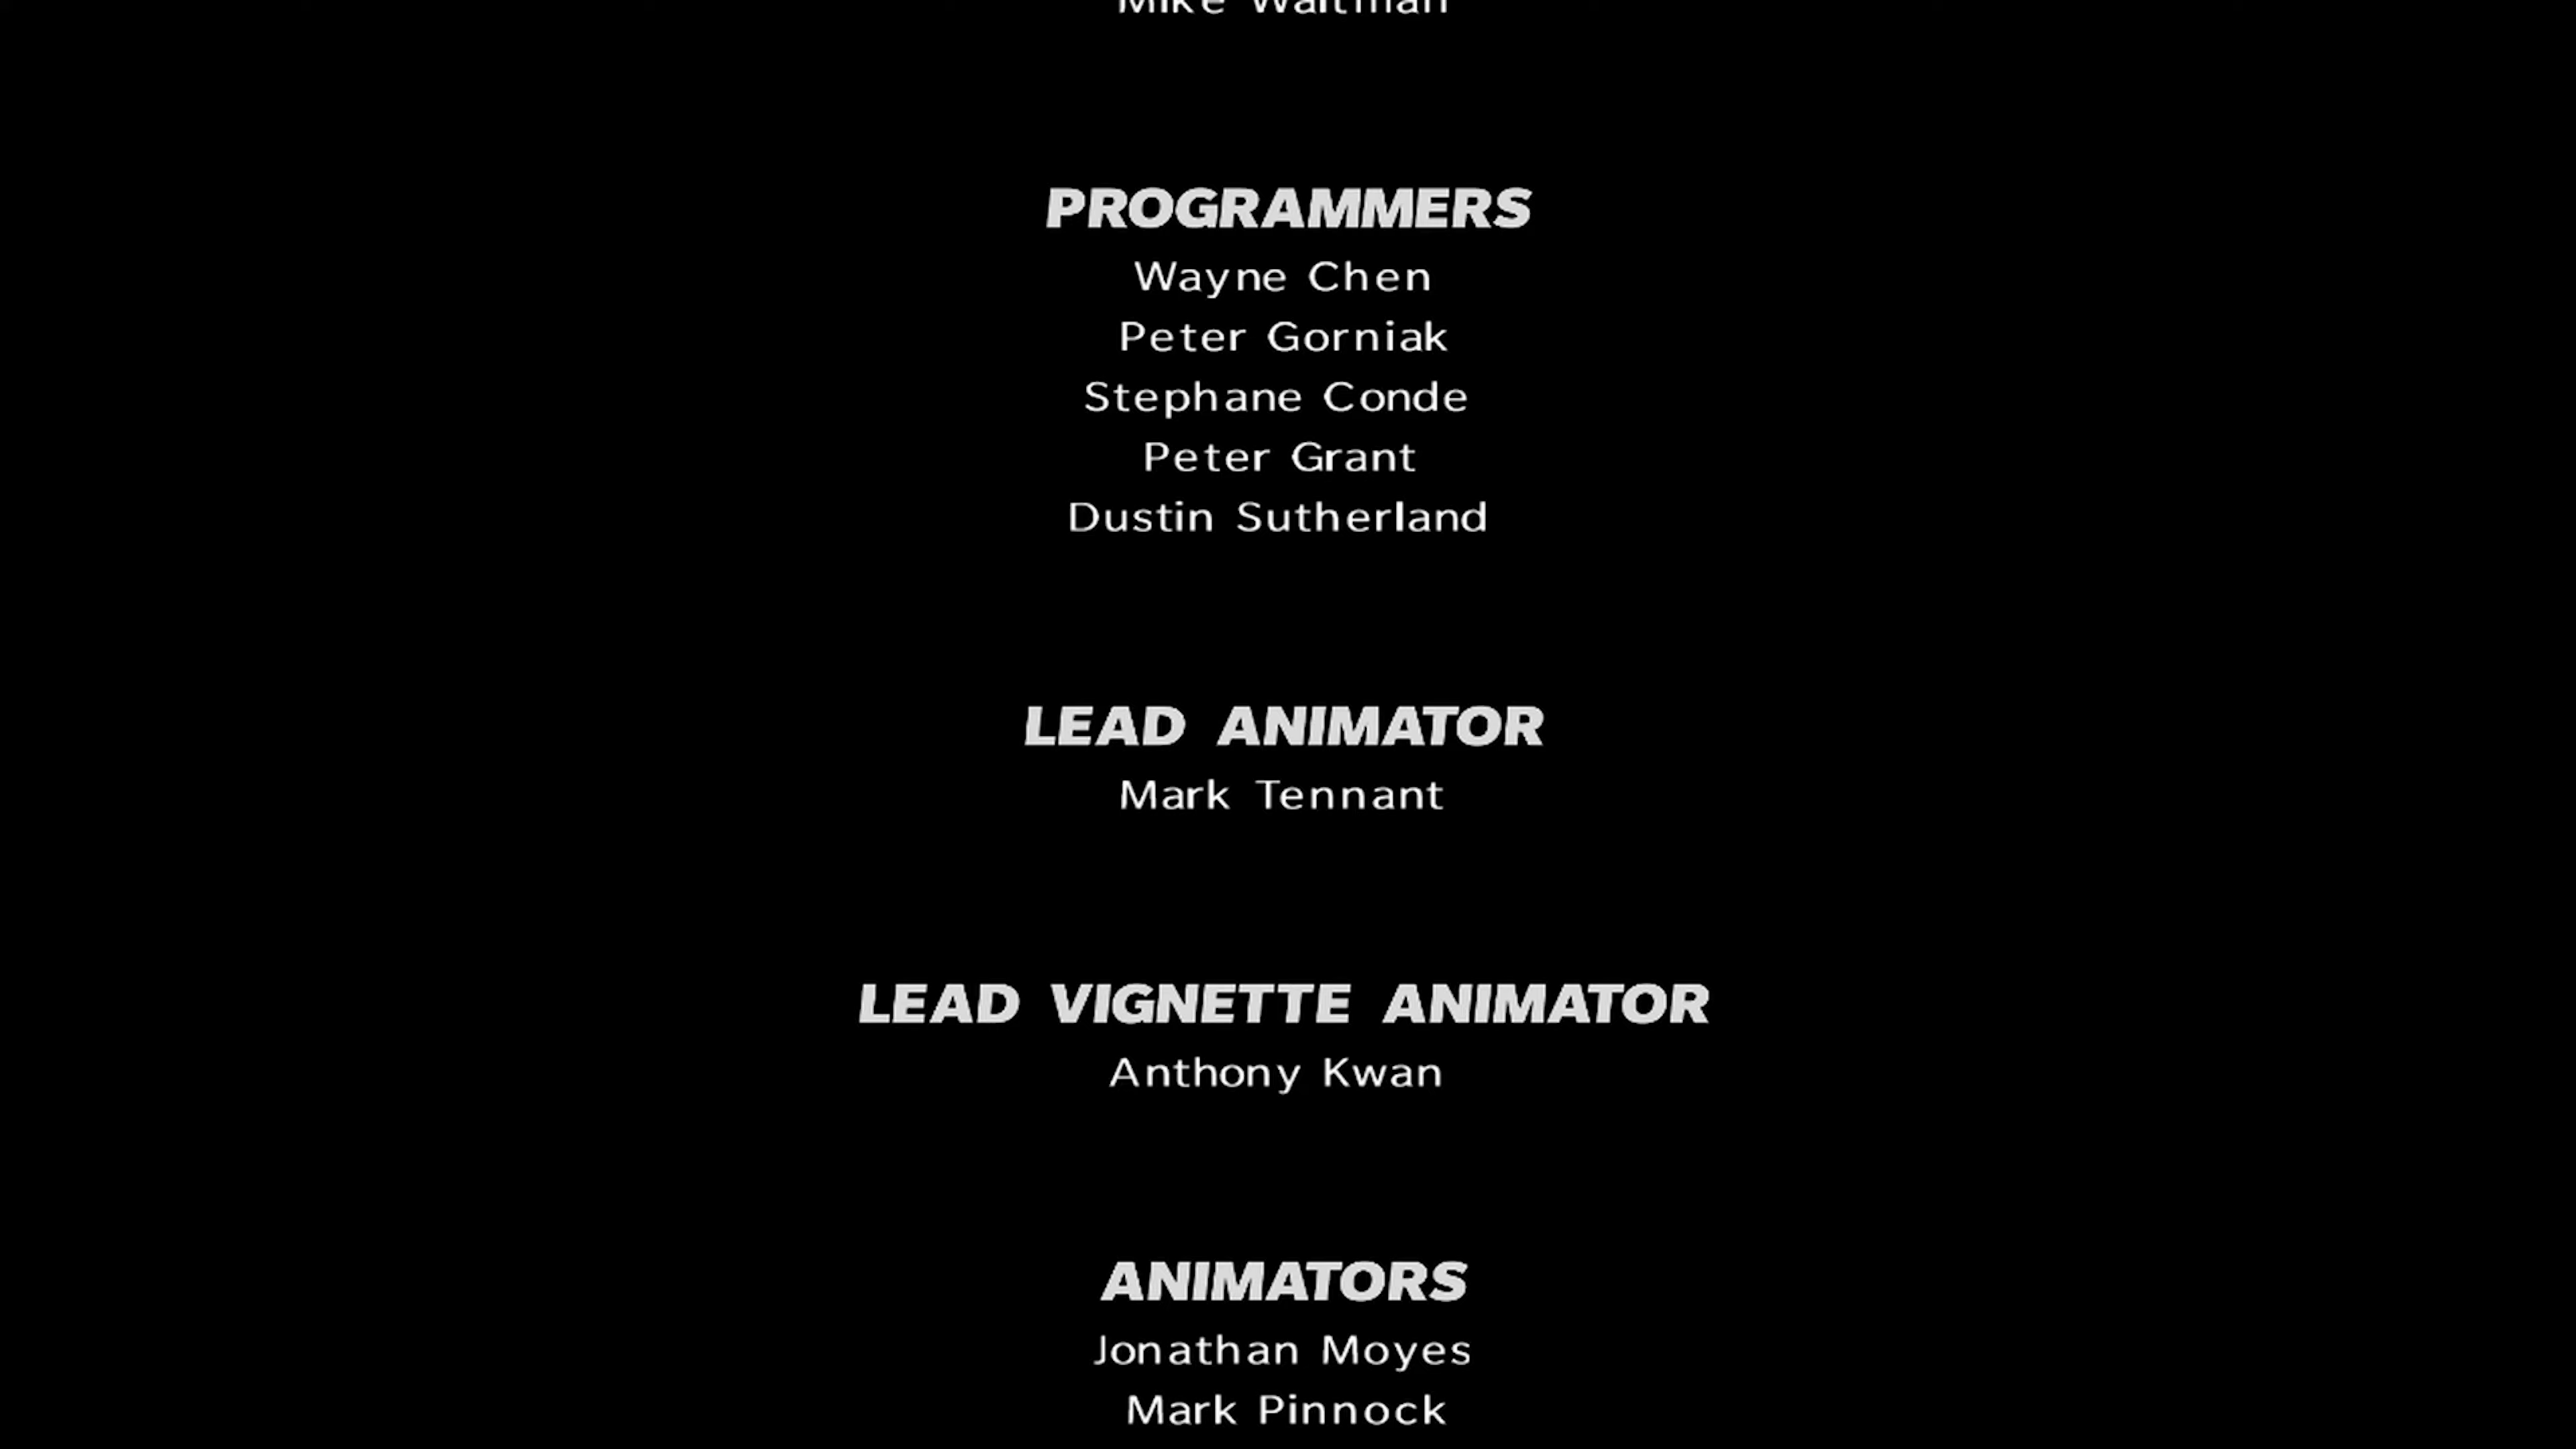 Mike Waitman
PROGRAMMERS
Wayne Chen
Peter Gorniak
Stephane Conde
Peter Grant
Dustin Sutherland
LEAD ANIMATOR
Mark Tennant
LEAD VIGNETTE ANIMATOR
Anthony Kwan
ANIMATORS
Jonathan Moyes
Mark Pinnock